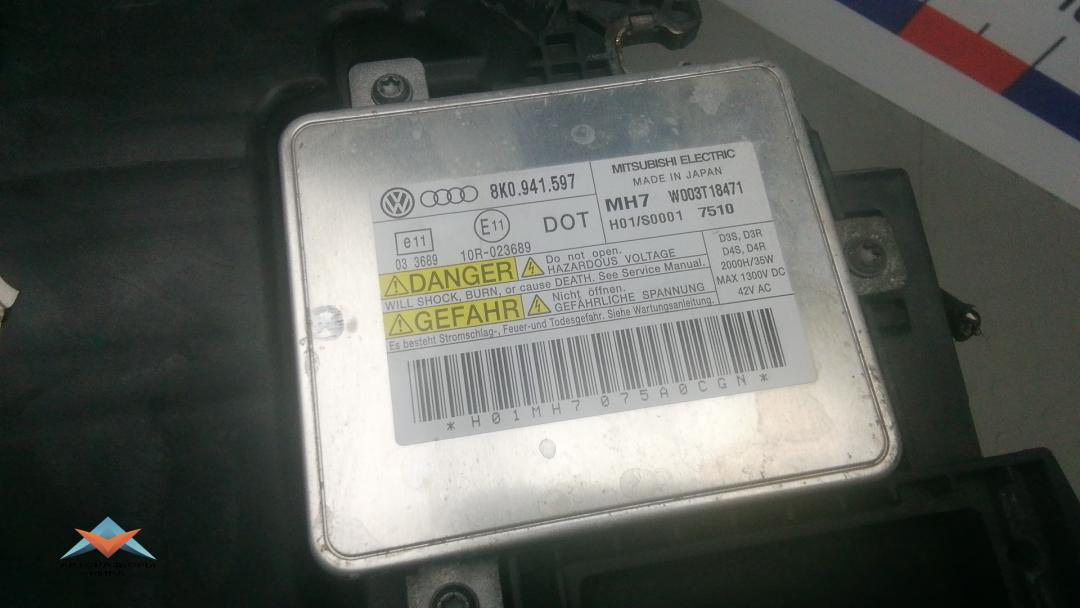 8K0.941.597
MITSUBISHI ELECTRIC
MADE IN JAPAN
MH7 W003T18471
H01/S0001 7510
e11
03 3689
E11
10R-023689
DOT
DANGER
Do not open.
HAZARDOUS VOLTAGE
WILL SHOCK, BURN, or cause DEATH. See Service Manual.
GEFAHR
Nicht öffnen.
GEFÄHRLICHE SPANNUNG
Es besteht Stromschlag-, Feuer-und Todesgefahr. Siehe Wartungsanleitung.
D3S, D3R
D4S, D4R
2000H/35W
MAX 1300V DC
42V AC
*H01MH7075A0CGN*
АВТОРАЗБОРЫ
МИРА